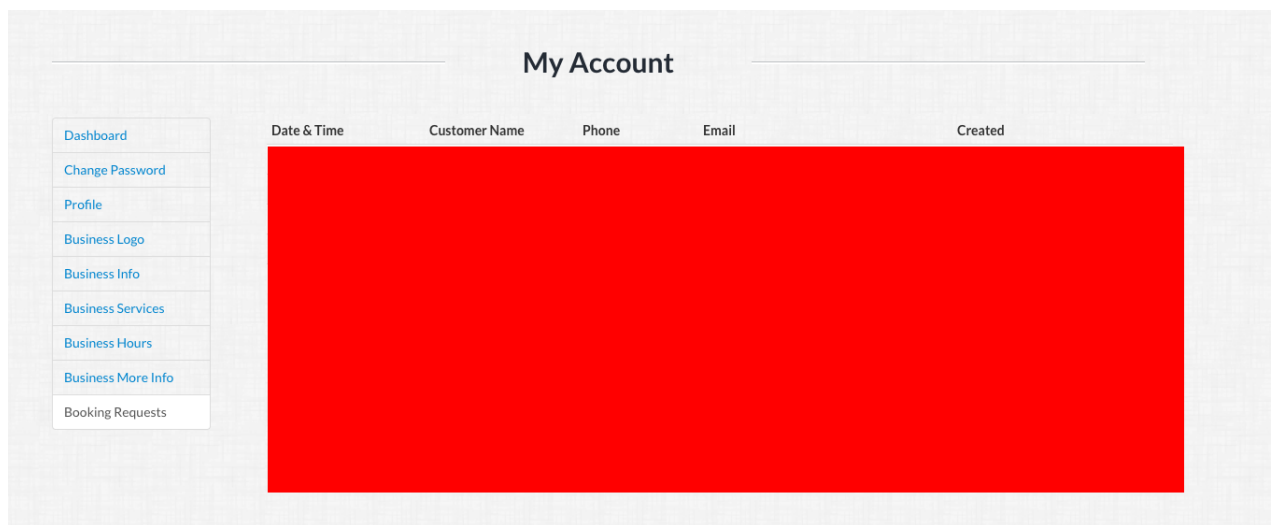 My Account
Dashboard
Change Password
Profile
Business Logo
Business Info
Business Services
Business Hours
Business More Info
Booking Requests
Date & Time Customer Name Phone Email Created